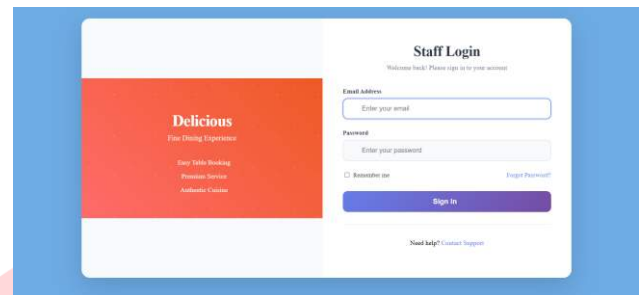 Delicious
Fine Dining Experience
Easy Table Booking
Premium Service
Authentic Cuisine
Staff Login
Welcome back! Please sign in to your account
Email Address
Enter your email
Password
Enter your password
Remember me Forgot Password?
Sign In
Need help? Contact Support